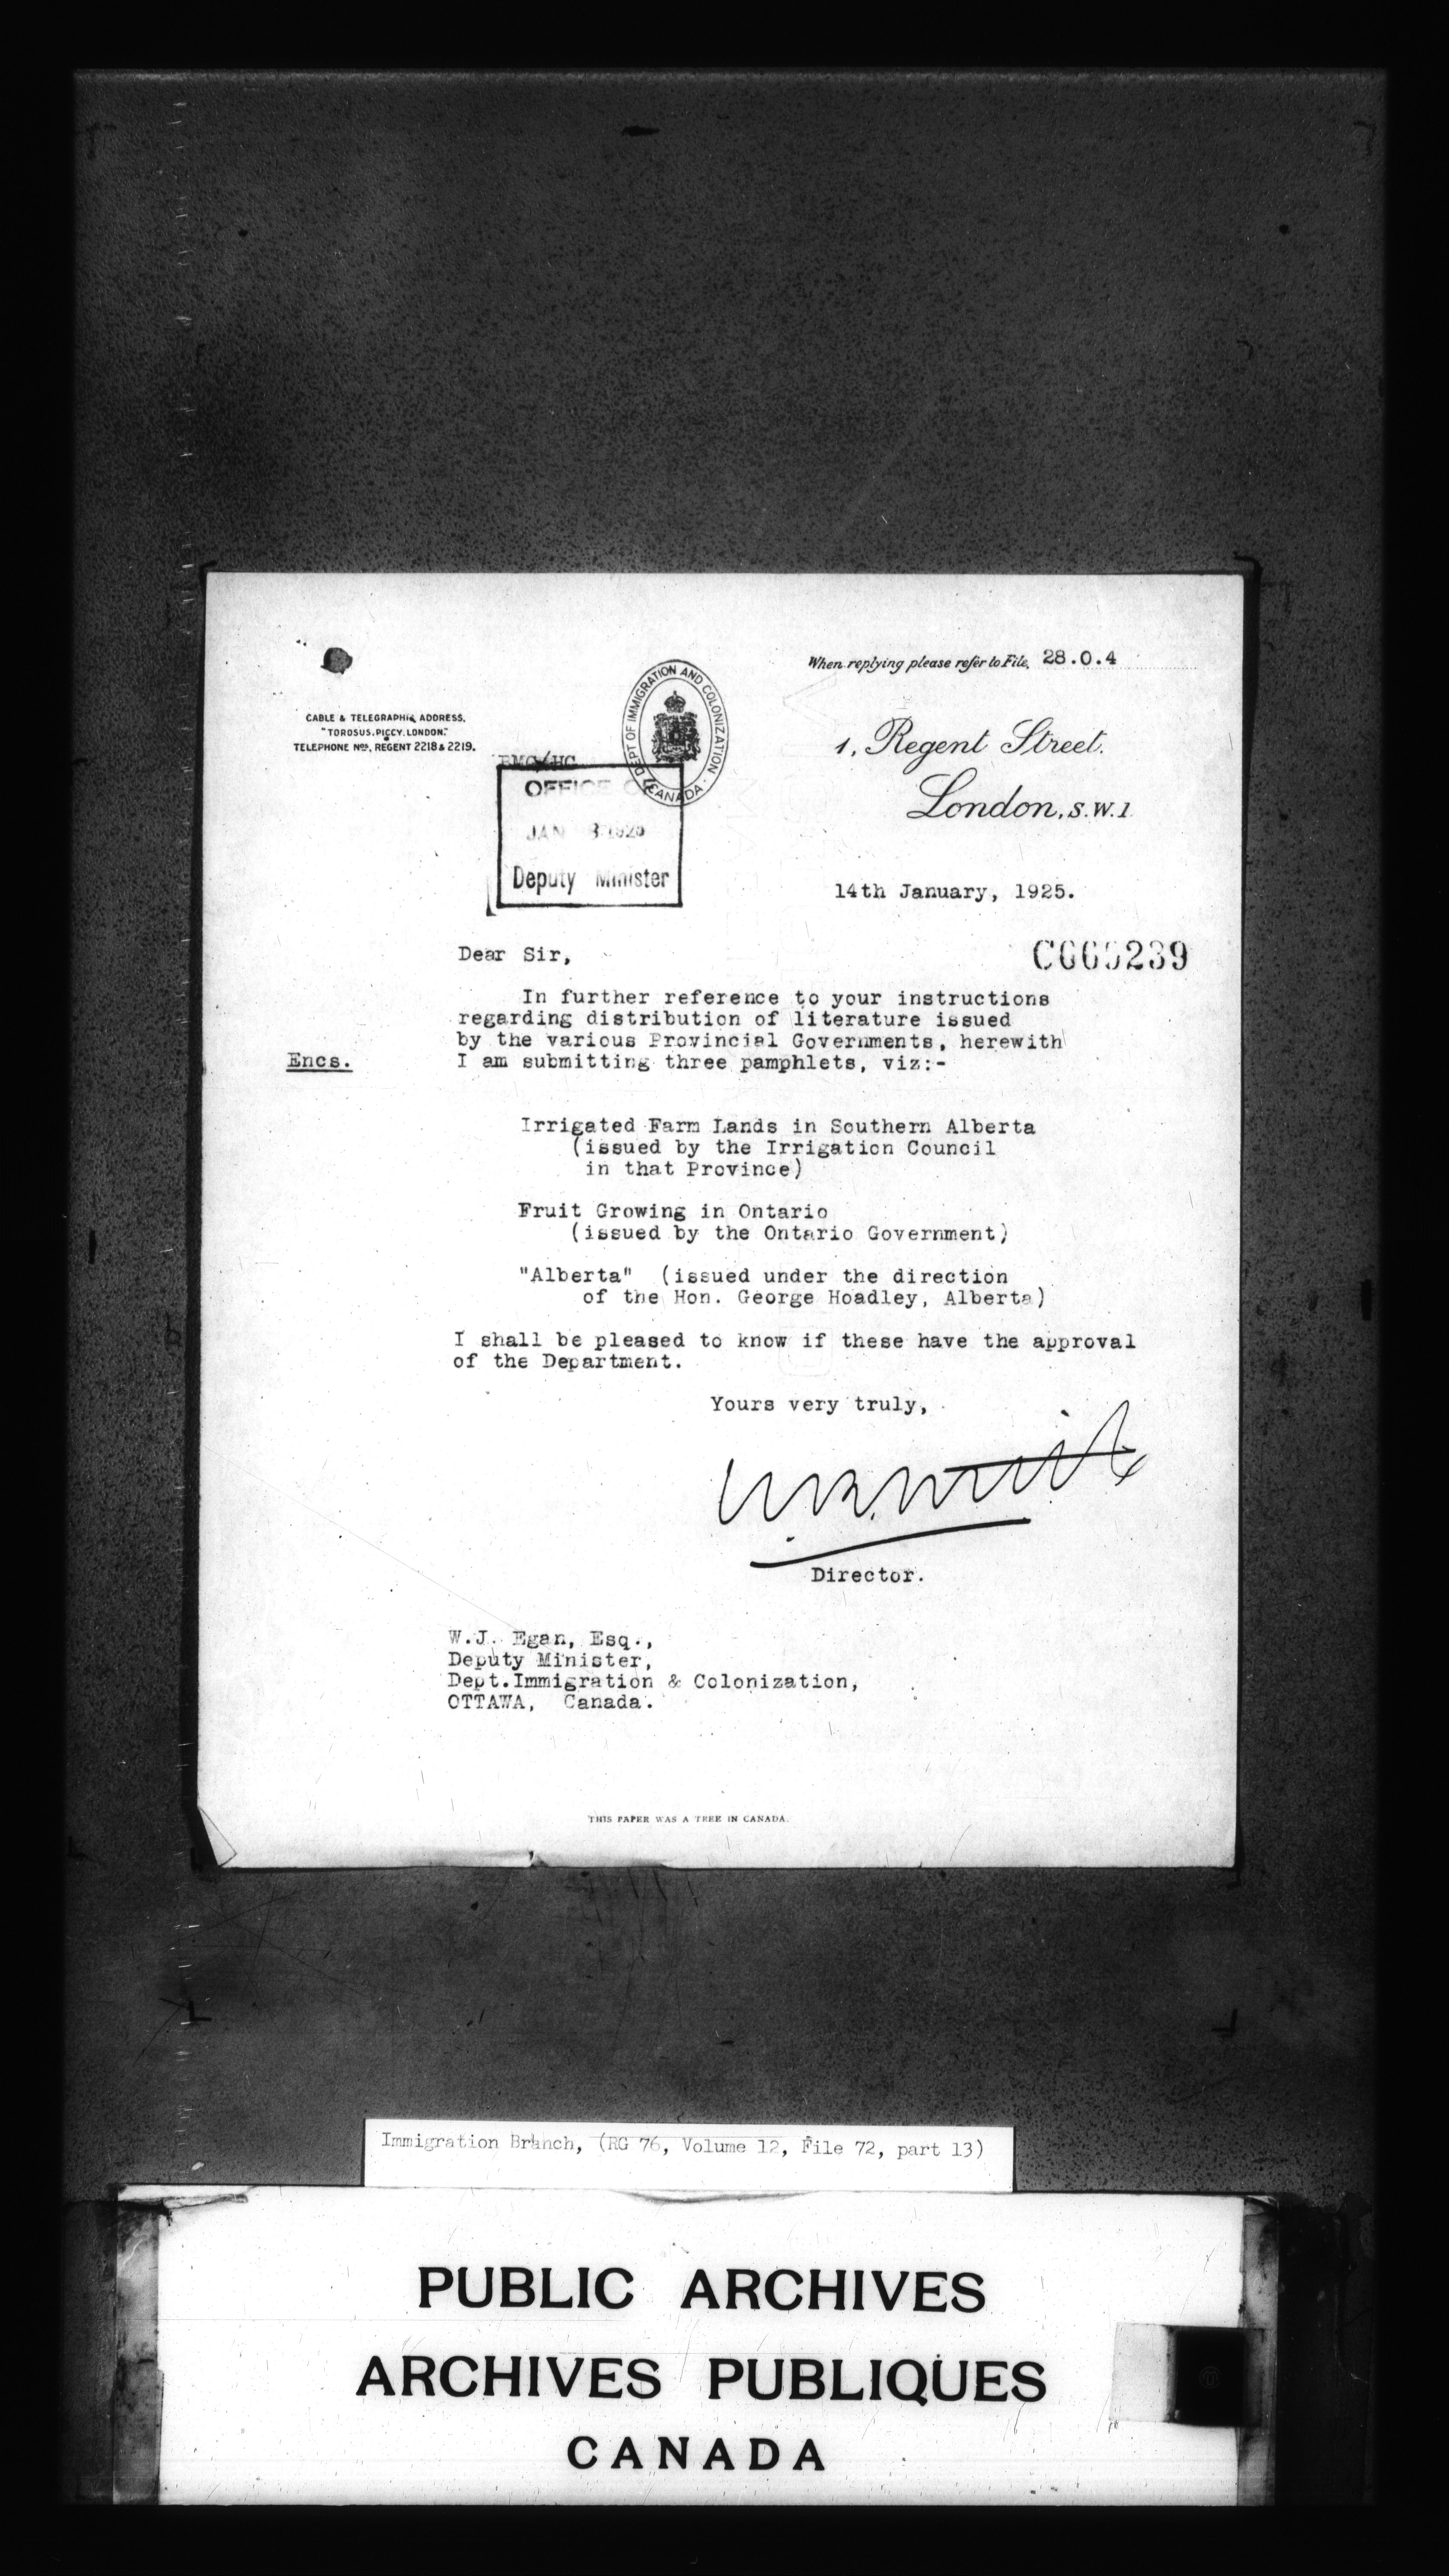 When replying please refer to File, 28.0.4
CABLE & TELEGRAPHIC ADDRESS,
"TOROSUS, PICCY, LONDON."
TELEPHONE Nos, REGENT 2218 & 2219.
DEPT OF IMMIGRATION AND COLONIZATION
CANADA
1, Regent Street.
London, S.W.1
OFFICE
JAN
Deputy Minister
14th January, 1925.
Dear Sir,
In further reference to your instructions
regarding distribution of literature issued
by the various Provincial Governments, herewith
Encs. I am submitting three pamphlets, viz:-
Irrigated Farm Lands in Southern Alberta
(issued by the Irrigation Council
in that Province)
Fruit Growing in Ontario
(issued by the Ontario Government)
"Alberta" (issued under the direction
of the Hon. George Hoadley, Alberta)
I shall be pleased to know if these have the approval
of the Department.
Yours very truly,
Director.
W.J. Egan, Esq.,
Deputy Minister,
Dept.Immigration & Colonization,
OTTAWA, Canada.
THIS PAPER WAS A TREE IN CANADA.
Immigration Branch, (RG 76, Volume 12, File 72, part 13)
PUBLIC ARCHIVES
ARCHIVES PUBLIQUES
CANADA